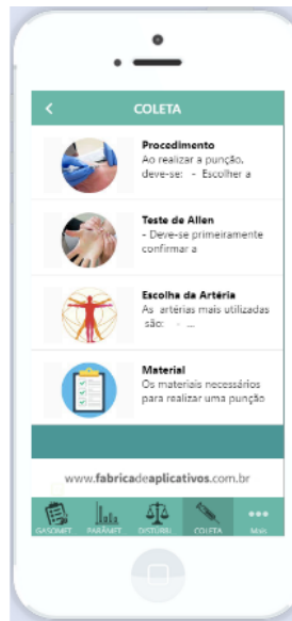 COLETA
Procedimento
Ao realizar a punção,
deve-se:  - Escolher a
Teste de Allen
- Deve-se primeiramente
confirmar a
Escolha da Artéria
As artérias mais utilizadas
são:  - ...
Material
Os materiais necessários
para realizar uma punção
www.fabricadeaplicativos.com.br
GASOMET PARÂMET DISTÚRBI COLETA Mais